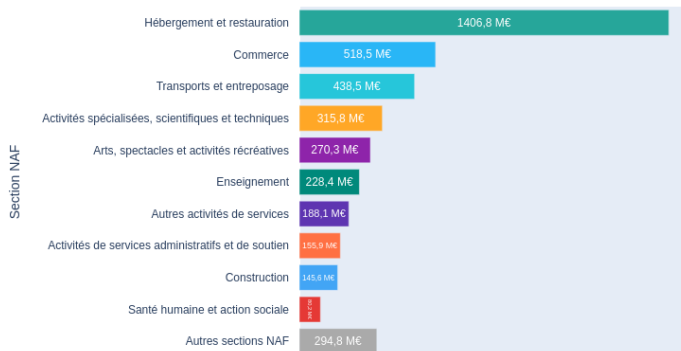 Section NAF
Hébergement et restauration 1406,8 M€
Commerce 518,5 M€
Transports et entreposage 438,5 M€
Activités spécialisées, scientifiques et techniques 315,8 M€
Arts, spectacles et activités récréatives 270,3 M€
Enseignement 228,4 M€
Autres activités de services 188,1 M€
Activités de services administratifs et de soutien 155,9 M€
Construction 145,6 M€
Santé humaine et action sociale M€
Autres sections NAF 294,8 M€